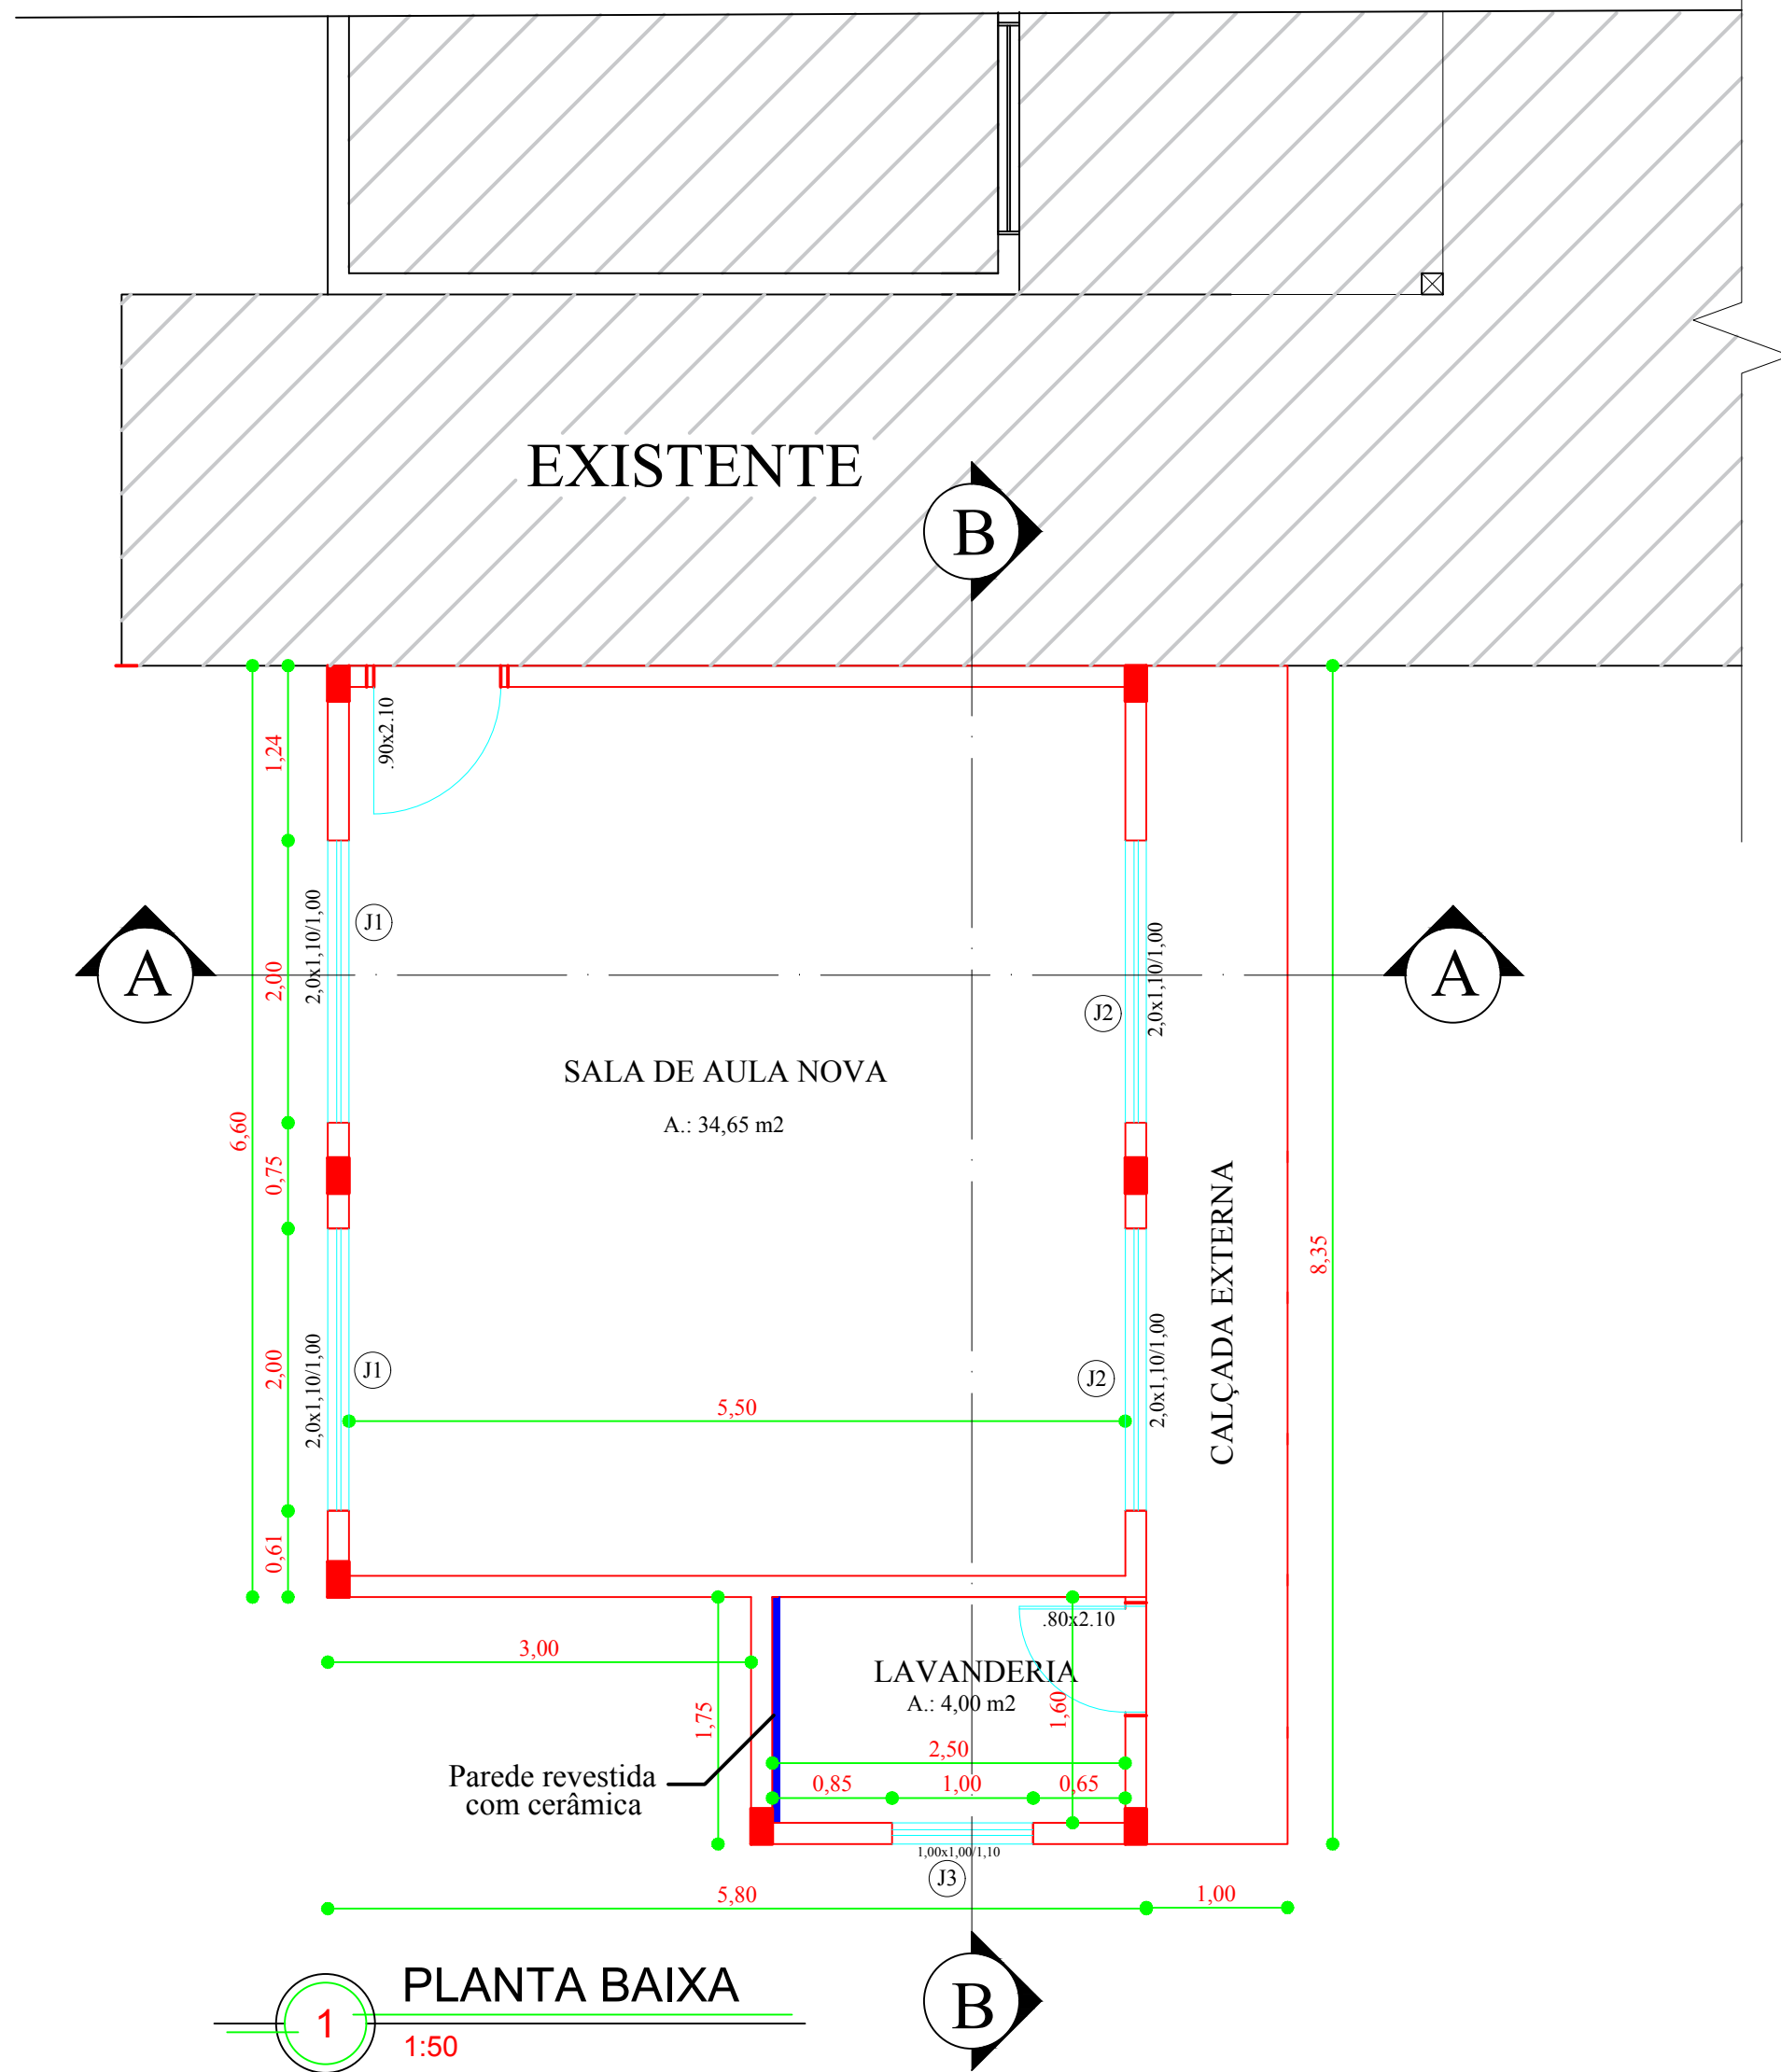 EXISTENTE
B
.90x2.10
1,24
2,0x1,10/1,00
J1
2,00
A
2,0x1,10/1,00
J2
A
SALA DE AULA NOVA
A.: 34,65 m2
6,60
0,75
8,35
CALÇADA EXTERNA
2,0x1,10/1,00
J1
2,00
2,0x1,10/1,00
J2
5,50
0,61
.80x2.10
3,00
LAVANDERIA
A.: 4,00 m2
1,75
1,60
2,50
Parede revestida
com cerâmica
0,85
1,00
0,65
1,00x1,00/1,10
J3
5,80
1,00
B
1
PLANTA BAIXA
1:50